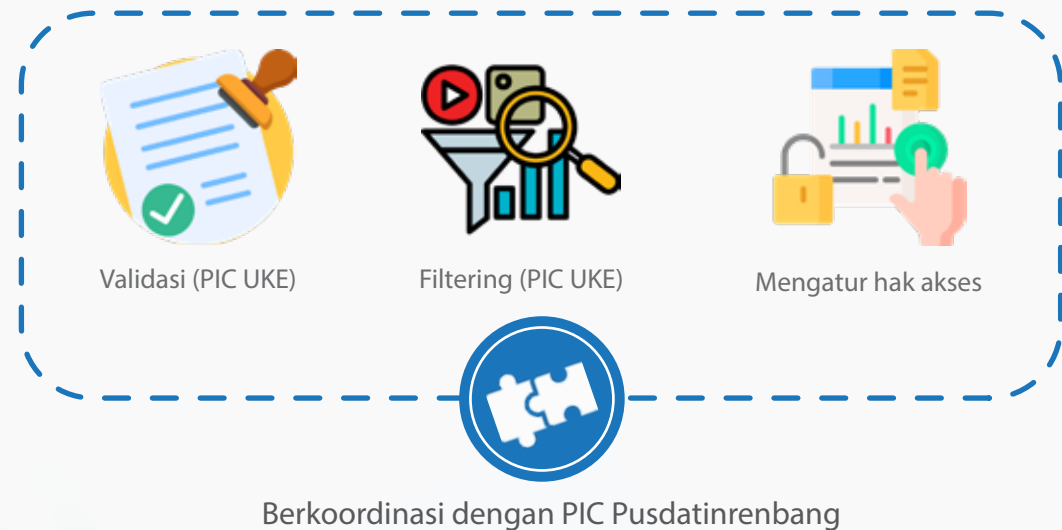 Validasi (PIC UKE)
Filtering (PIC UKE)
Mengatur hak akses
Berkoordinasi dengan PIC Pusdatinrenbang